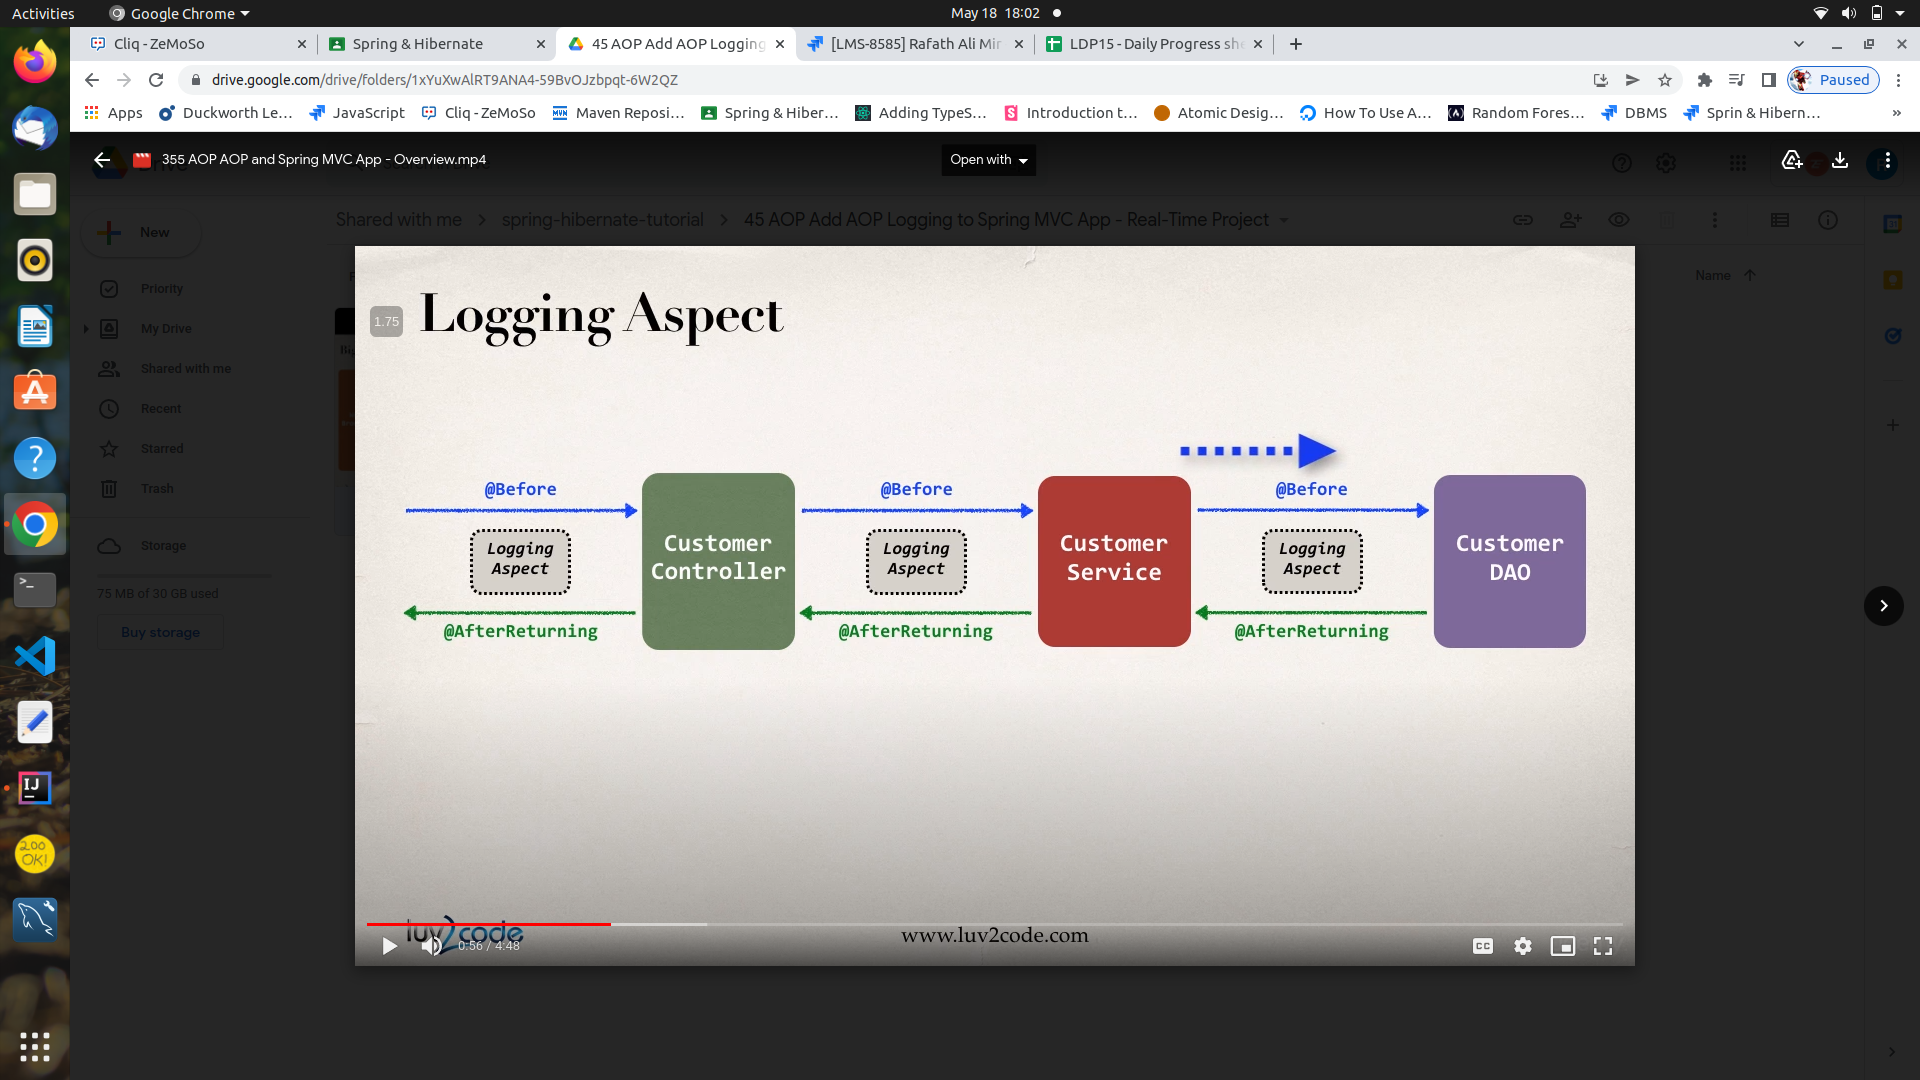 Activities
Google Chrome
May 18 18:02
Cliq - ZeMoSo
Spring & Hibernate
45 AOP Add AOP Logging
[LMS-8585] Rafath Ali Mir
LDP15 - Daily Progress she
drive.google.com/drive/folders/1xYuXwAlRT9ANA4-59BvOJzbpqt-6W2QZ
Paused
Apps
Duckworth Le…
JavaScript
Cliq - ZeMoSo
Maven Reposi…
Spring & Hiber…
Adding TypeS…
Introduction t…
Atomic Desig…
How To Use A…
Random Fores…
DBMS
Sprin & Hibern…
»
355 AOP AOP and Spring MVC App - Overview.mp4
Open with
New
Shared with me
spring-hibernate-tutorial
45 AOP Add AOP Logging to Spring MVC App - Real-Time Project
Name
Priority
My Drive
Shared with me
Recent
Starred
Trash
Storage
75 MB of 30 GB used
Buy storage
1.75
Logging Aspect
@Before
@Before
@Before
Logging
Aspect
Customer
Controller
Logging
Aspect
Customer
Service
Logging
Aspect
Customer
DAO
@AfterReturning
@AfterReturning
@AfterReturning
luv2code
www.luv2code.com
0:56 / 4:48
CC
200
OK!
IJ
>_